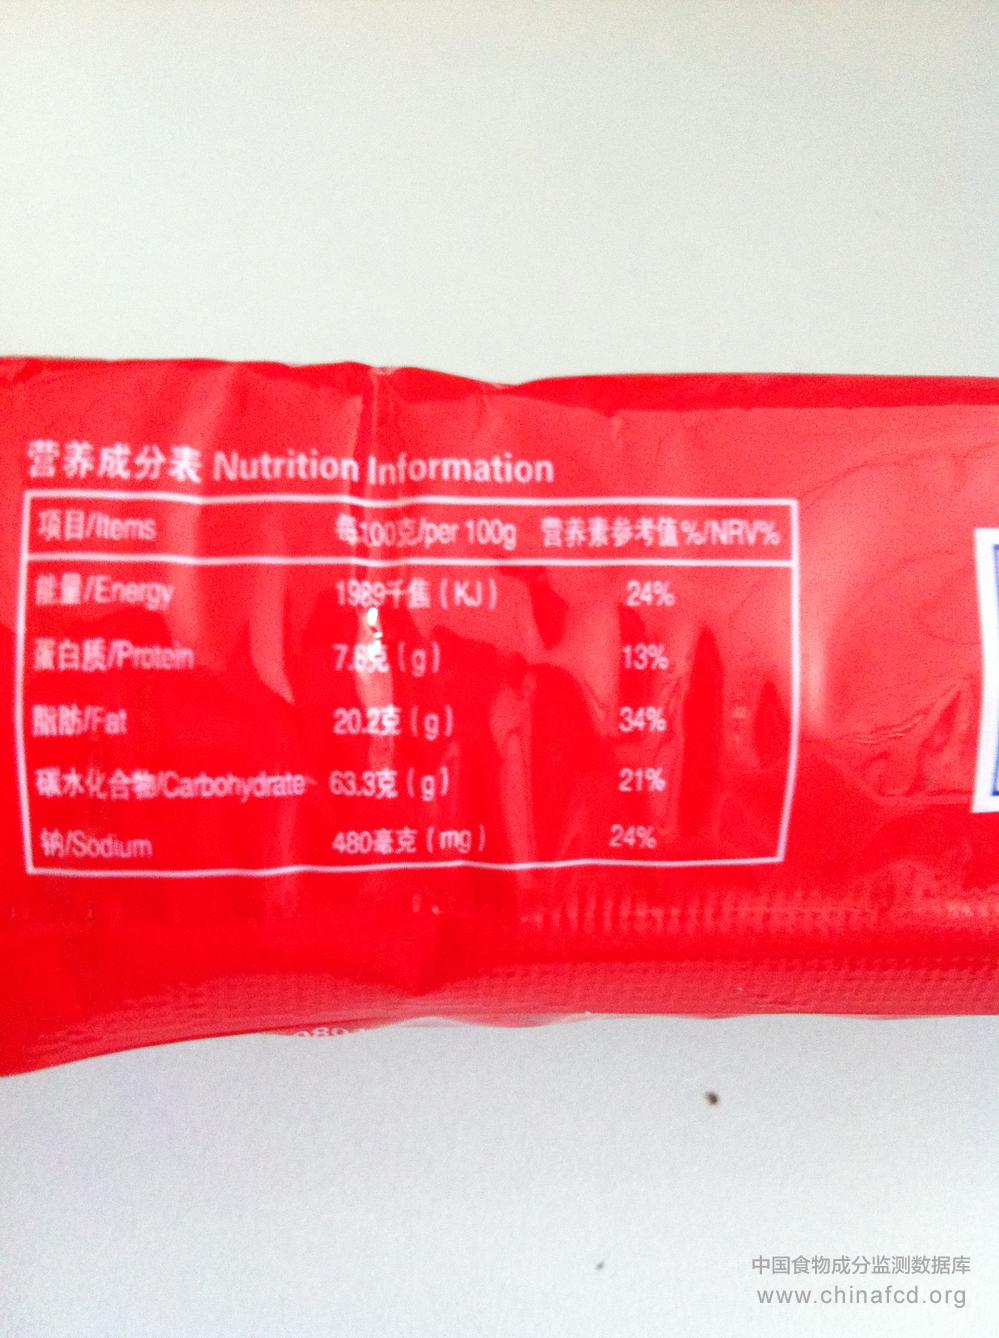 营养成分表 Nutrition Information
项目/Items 每100克/per 100g 营养素参考值%/NRV%
能量/Energy 1989千焦(KJ) 24%
蛋白质/Protein 克(g) 13%
脂肪/Fat 20.2克(g) 34%
碳水化合物/Carbohydrate 63.3克(g) 21%
钠/Sodium 480毫克(mg) 24%
中国食物成分监测数据库
www.chinafcd.org